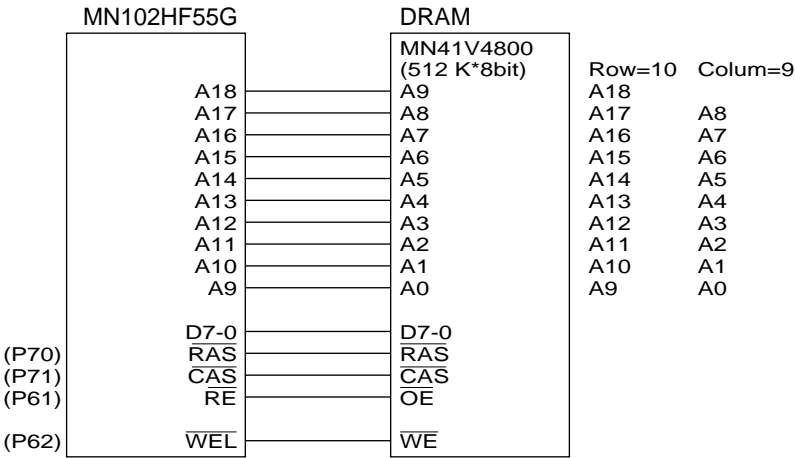 MN102HF55G DRAM
MN41V4800
(512 K*8bit) Row=10 Colum=9
A18 A9 A18
A17 A8 A17 A8
A16 A7 A16 A7
A15 A6 A15 A6
A14 A5 A14 A5
A13 A4 A13 A4
A12 A3 A12 A3
A11 A2 A11 A2
A10 A1 A10 A1
A9 A0 A9 A0
D7-0 D7-0
(P70) RAS RAS
(P71) CAS CAS
(P61) RE OE
(P62) WEL WE